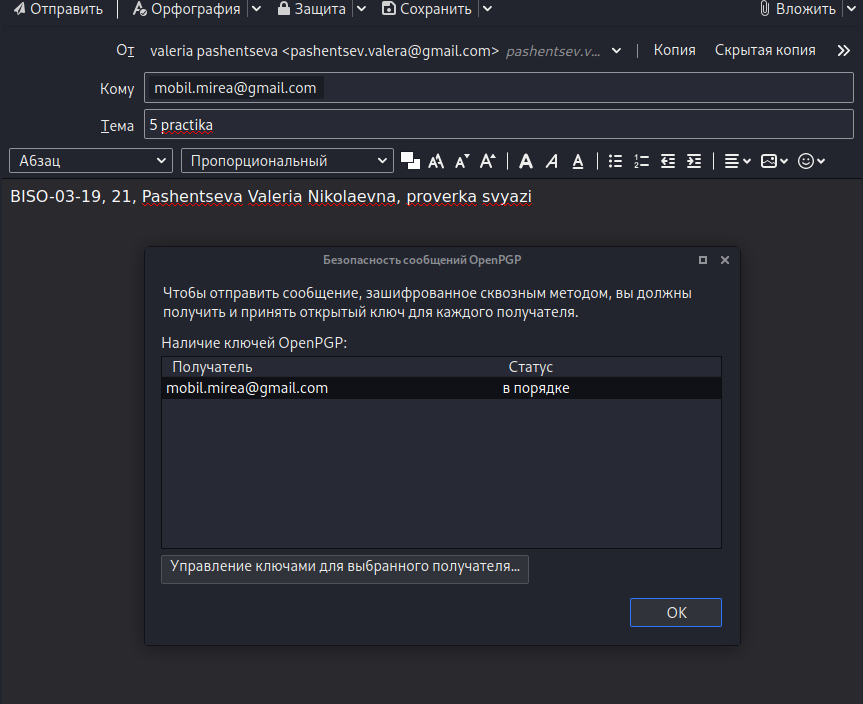 Отправить Орфография Защита Сохранить Вложить
От valeria pashentseva <pashentsev.valera@gmail.com> pashentsev.v... Копия Скрытая копия
Кому mobil.mirea@gmail.com
Тема 5 practika
Абзац Пропорциональный
BISO-03-19, 21, Pashentseva Valeria Nikolaevna, proverka svyazi
Безопасность сообщений OpenPGP
Чтобы отправить сообщение, зашифрованное сквозным методом, вы должны
получить и принять открытый ключ для каждого получателя.
Наличие ключей OpenPGP:
Получатель Статус
mobil.mirea@gmail.com в порядке
Управление ключами для выбранного получателя...
OK